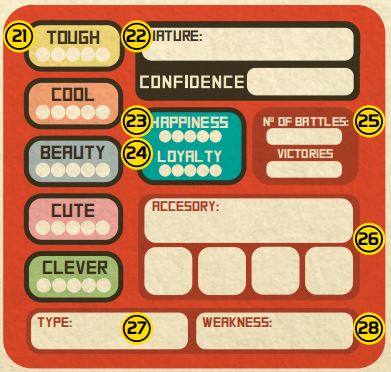 21 TOUGH
22 NATURE:
CONFIDENCE
COOL
23 HAPPINESS
24 LOYALTY
Nº OF BATTLES: 25
VICTORIES
BEAUTY
CUTE
ACCESORY:
26
CLEVER
TYPE: 27
WEAKNESS: 28